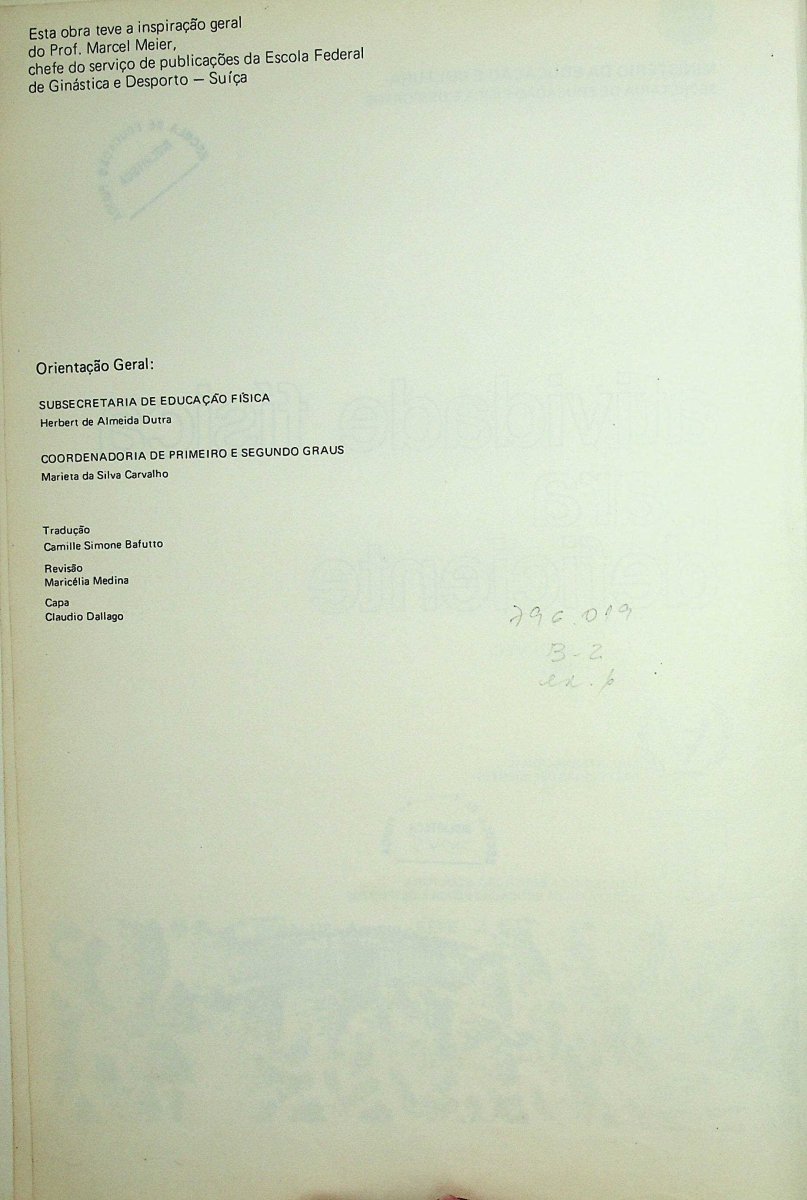 Esta obra teve a inspiração geral
do Prof. Marcel Meier,
chefe do serviço de publicações da Escola Federal
de Ginástica e Desporto — Suíça
Orientação Geral:
SUBSECRETARIA DE EDUCAÇÃO FÍSICA
Herbert de Almeida Dutra
COORDENADORIA DE PRIMEIRO E SEGUNDO GRAUS
Marieta da Silva Carvalho
Tradução
Camille Simone Bafutto
Revisão
Maricélia Medina
Capa
Claudio Dallago
796.019
B-2